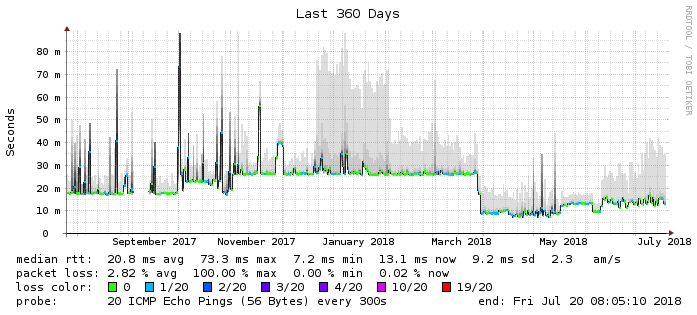 Last 360 Days
RRDTOOL / TOBI OETIKER
Seconds
80 m
70 m
60 m
50 m
40 m
30 m
20 m
10 m
0
September 2017 November 2017 January 2018 March 2018 May 2018 July 2018
median rtt: 20.8 ms avg 73.3 ms max 7.2 ms min 13.1 ms now 9.2 ms sd 2.3 am/s
packet loss: 2.82 % avg 100.00 % max 0.00 % min 0.02 % now
loss color: 0 1/20 2/20 3/20 4/20 10/20 19/20
probe: 20 ICMP Echo Pings (56 Bytes) every 300s end: Fri Jul 20 08:05:10 2018